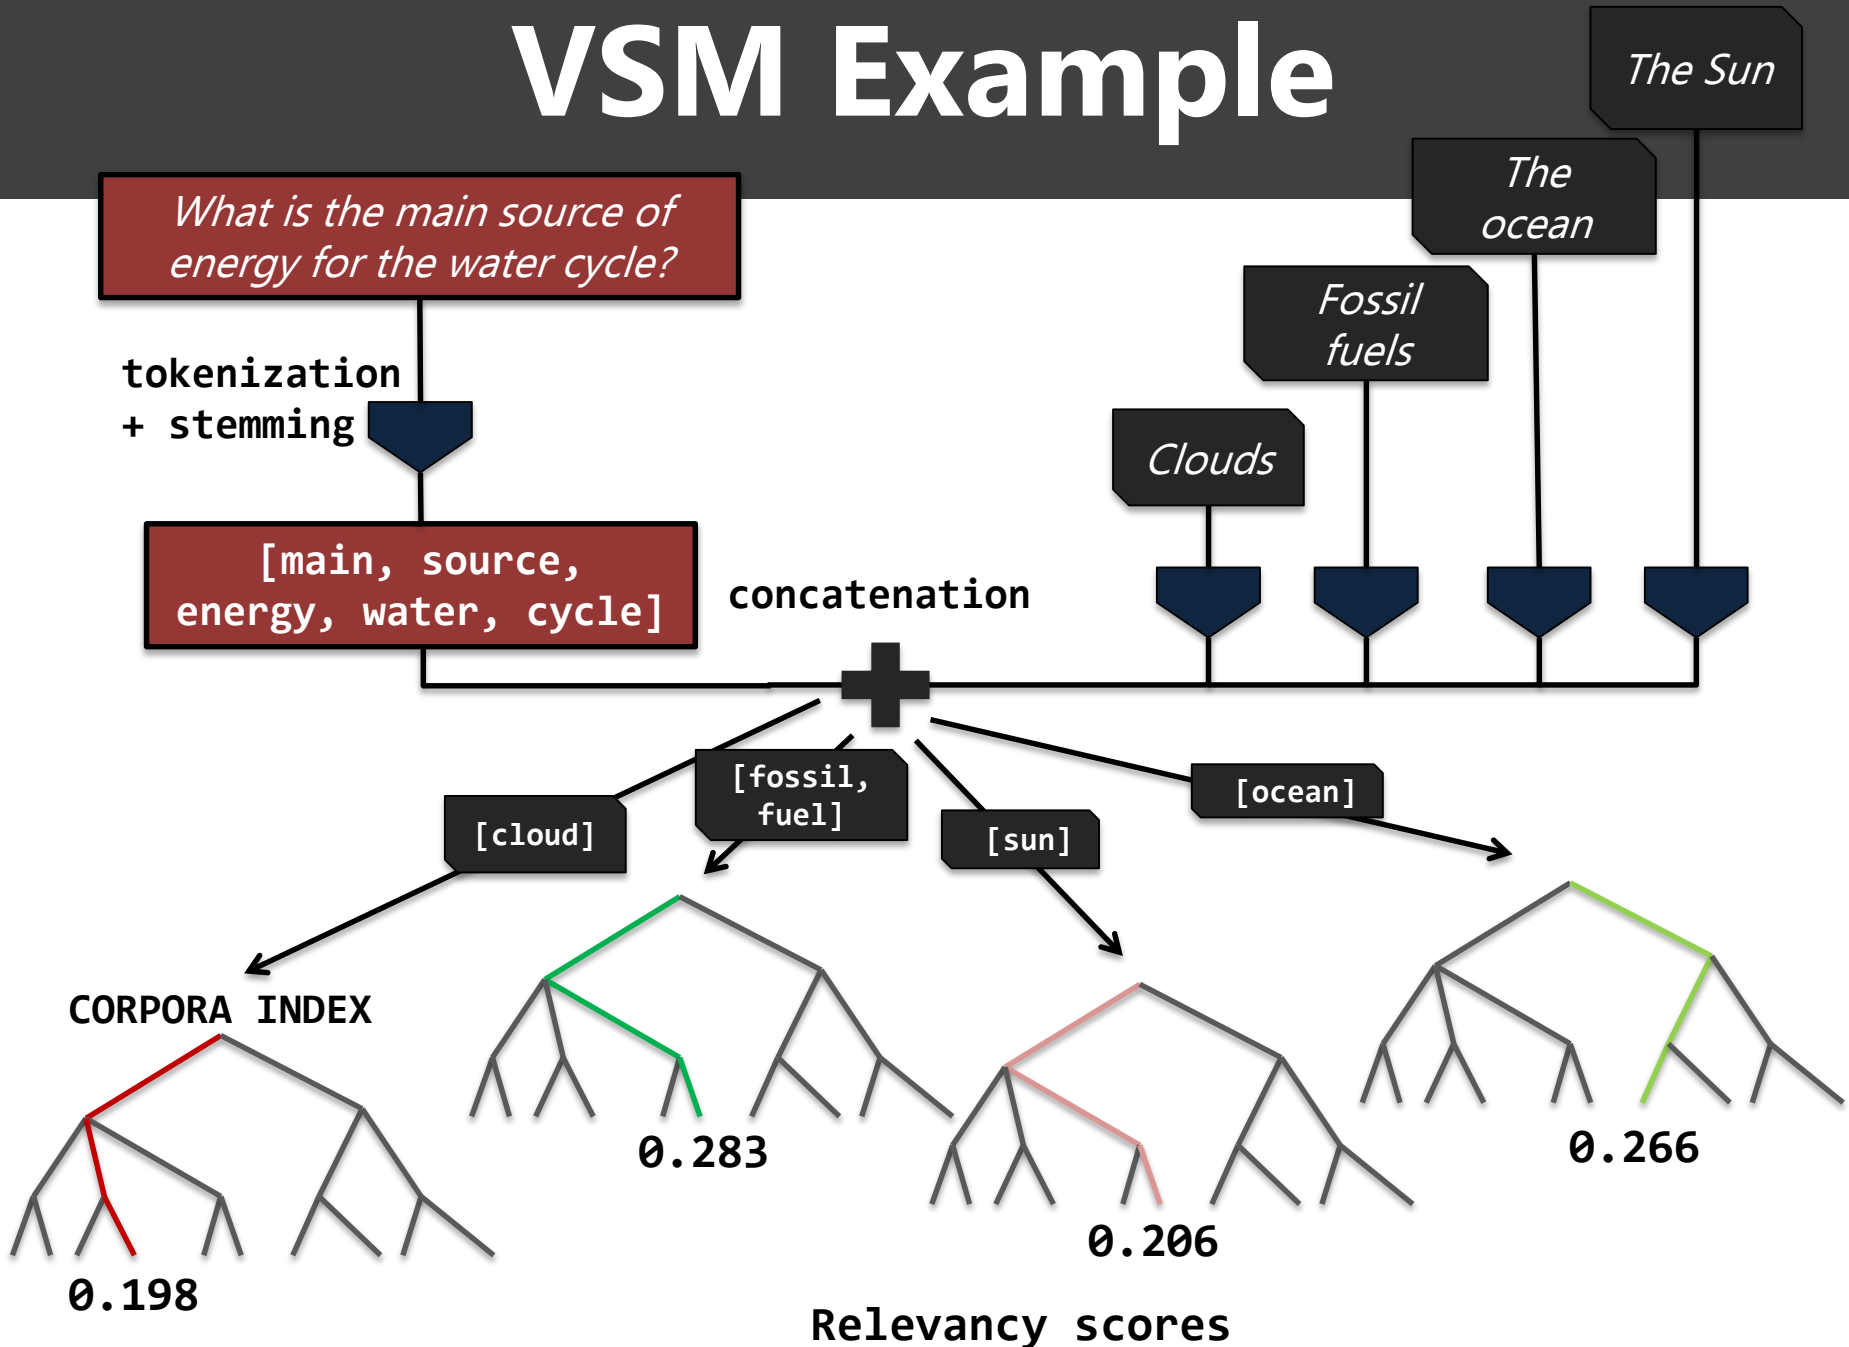 VSM Example
The Sun
The
ocean
What is the main source of
energy for the water cycle?
Fossil
fuels
tokenization
+ stemming
Clouds
[main, source,
energy, water, cycle]
concatenation
[fossil,
fuel]
[ocean]
[cloud]
[sun]
CORPORA INDEX
0.283
0.266
0.206
0.198
Relevancy scores